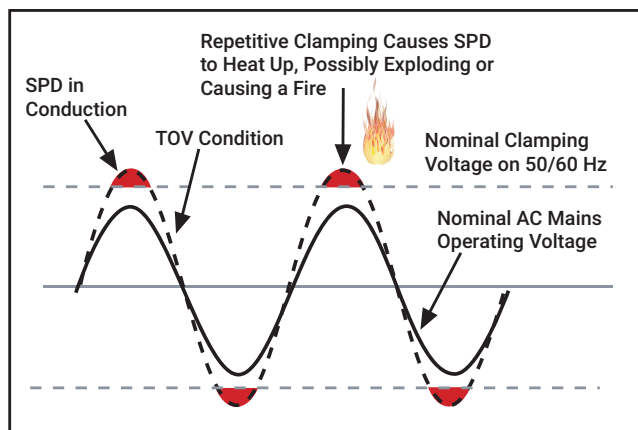 Repetitive Clamping Causes SPD
to Heat Up, Possibly Exploding or
Causing a Fire
SPD in
Conduction
TOV Condition
Nominal Clamping
Voltage on 50/60 Hz
Nominal AC Mains
Operating Voltage